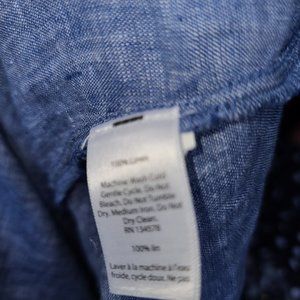 100% Linen
Machine Wash Cold
Gentle Cycle. Do Not
Bleach. Do Not Tumble
Dry. Medium Iron. Do Not
Dry Clean.
RN 134578
100% lin
Laver à la machine à l'eau
froide, cycle doux. Ne pas